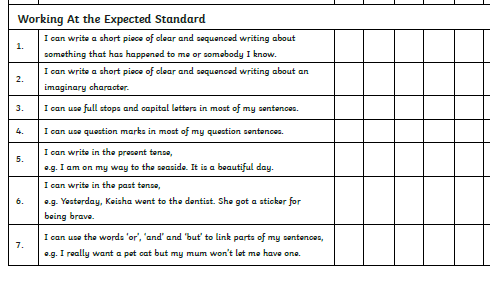 Working At the Expected Standard
1.
I can write a short piece of clear and sequenced writing about
something that has happened to me or somebody I know.
2.
I can write a short piece of clear and sequenced writing about an
imaginary character.
3.
I can use full stops and capital letters in most of my sentences.
4.
I can use question marks in most of my question sentences.
5.
I can write in the present tense,
e.g. I am on my way to the seaside. It is a beautiful day.
6.
I can write in the past tense,
e.g. Yesterday, Keisha went to the dentist. She got a sticker for
being brave.
7.
I can use the words 'or', 'and' and 'but' to link parts of my sentences,
e.g. I really want a pet cat but my mum won't let me have one.